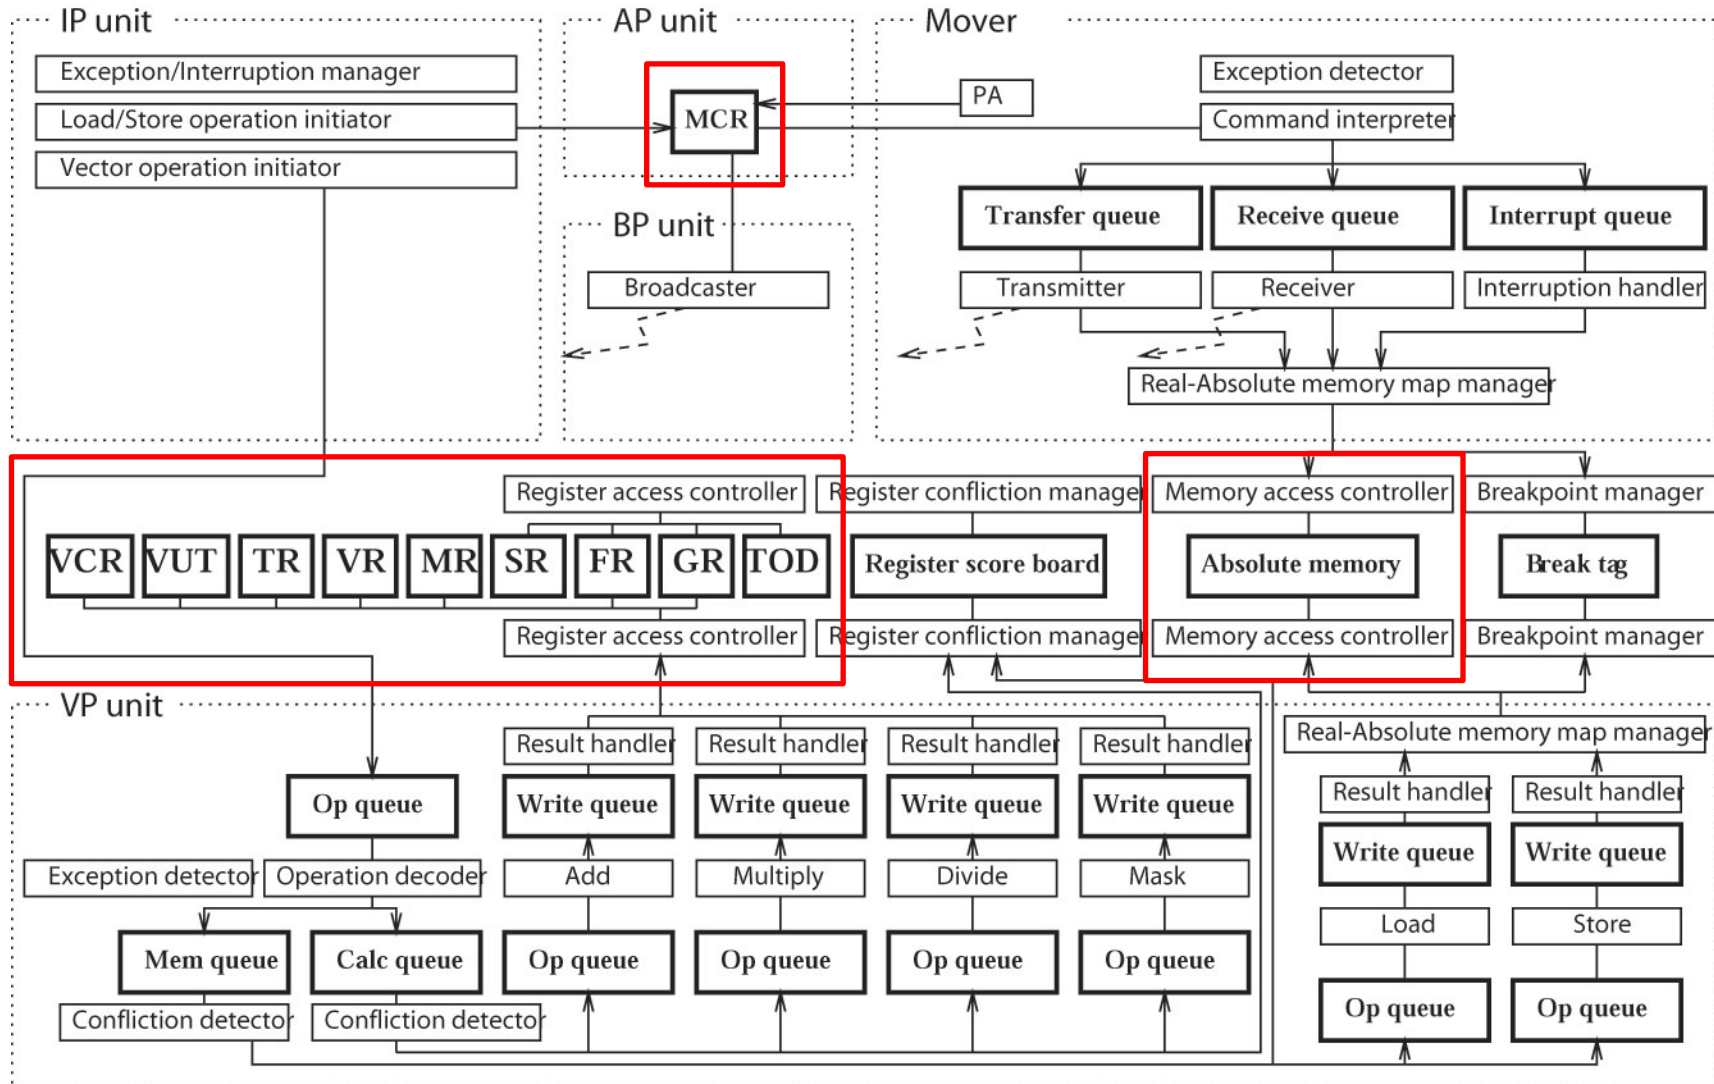 IP unit
AP unit
Mover
Exception/Interruption manager
Load/Store operation initiator
Vector operation initiator
MCR
PA
Exception detector
Command interpreter
Transfer queue
Receive queue
Interrupt queue
BP unit
Broadcaster
Transmitter
Receiver
Interruption handler
Real-Absolute memory map manager
Register access controller
Register confliction manager
Memory access controller
Breakpoint manager
VCR
VUT
TR
VR
MR
SR
FR
GR
TOD
Register score board
Absolute memory
Break tag
Register access controller
Register confliction manager
Memory access controller
Breakpoint manager
VP unit
Result handler
Result handler
Result handler
Result handler
Real-Absolute memory map manager
Op queue
Write queue
Write queue
Write queue
Write queue
Result handler
Result handler
Write queue
Write queue
Exception detector
Operation decoder
Add
Multiply
Divide
Mask
Load
Store
Mem queue
Calc queue
Op queue
Op queue
Op queue
Op queue
Op queue
Op queue
Confliction detector
Confliction detector